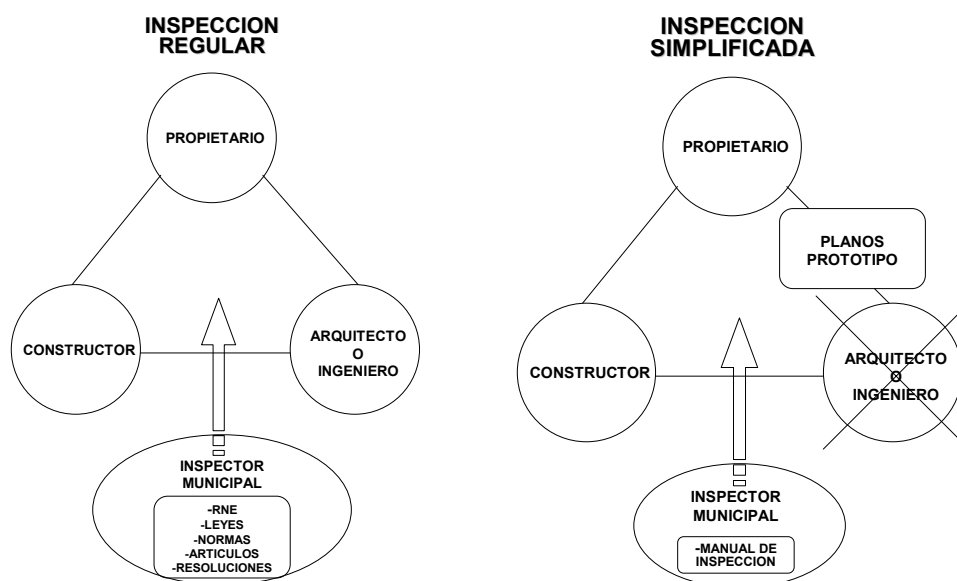 INSPECCION
REGULAR
PROPIETARIO
CONSTRUCTOR
ARQUITECTO
O
INGENIERO
INSPECTOR
MUNICIPAL
-RNE
-LEYES
-NORMAS
-ARTICULOS
-RESOLUCIONES
INSPECCION
SIMPLIFICADA
PROPIETARIO
PLANOS
PROTOTIPO
CONSTRUCTOR
ARQUITECTO
O
INGENIERO
INSPECTOR
MUNICIPAL
-MANUAL DE
INSPECCION